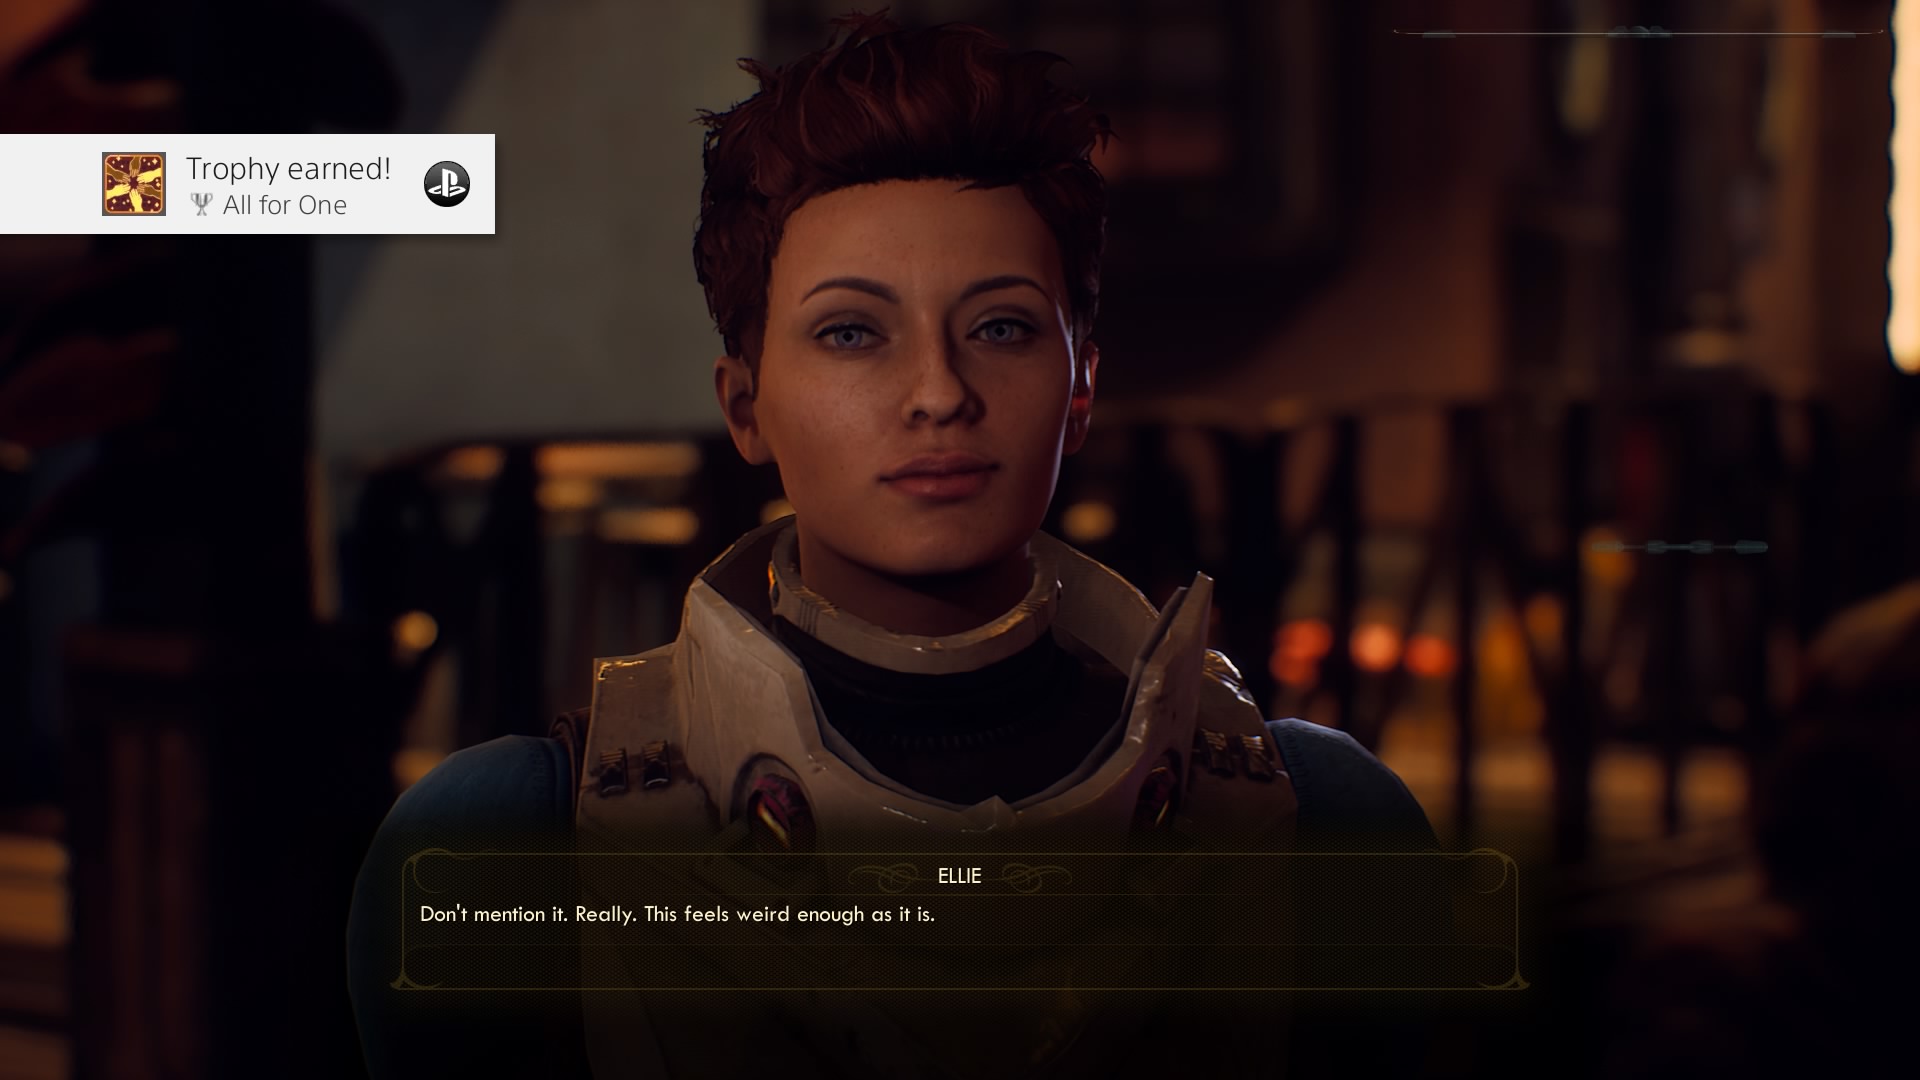 Trophy earned!
All for One
ELLIE
Don't mention it. Really. This feels weird enough as it is.